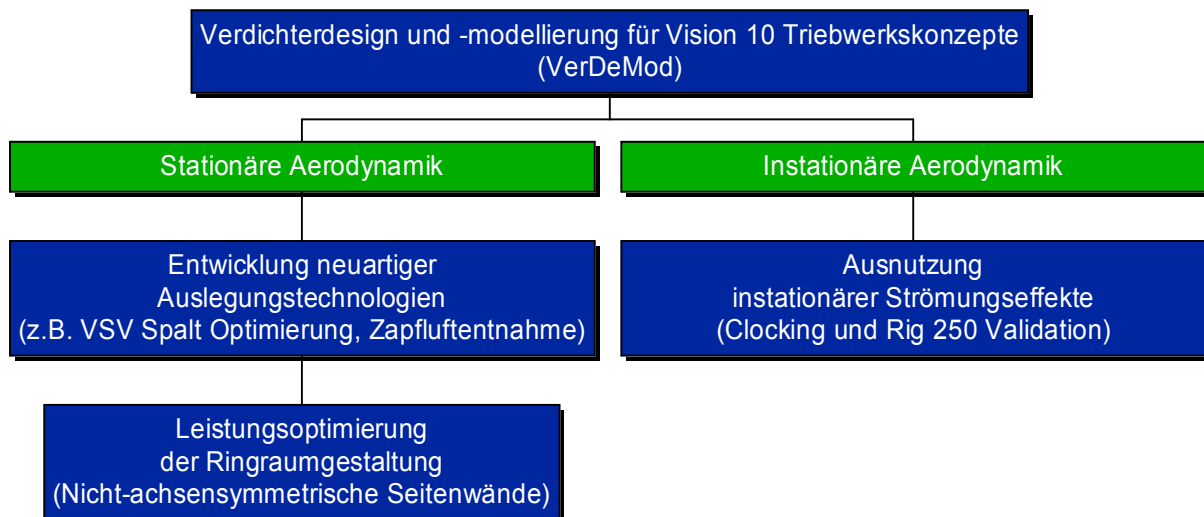 Verdichterdesign und -modellierung für Vision 10 Triebwerkskonzepte
(VerDeMod)
Stationäre Aerodynamik
Instationäre Aerodynamik
Entwicklung neuartiger
Auslegungstechnologien
(z.B. VSV Spalt Optimierung, Zapfluftentnahme)
Ausnutzung
instationärer Strömungseffekte
(Clocking und Rig 250 Validation)
Leistungsoptimierung
der Ringraumgestaltung
(Nicht-achsensymmetrische Seitenwände)